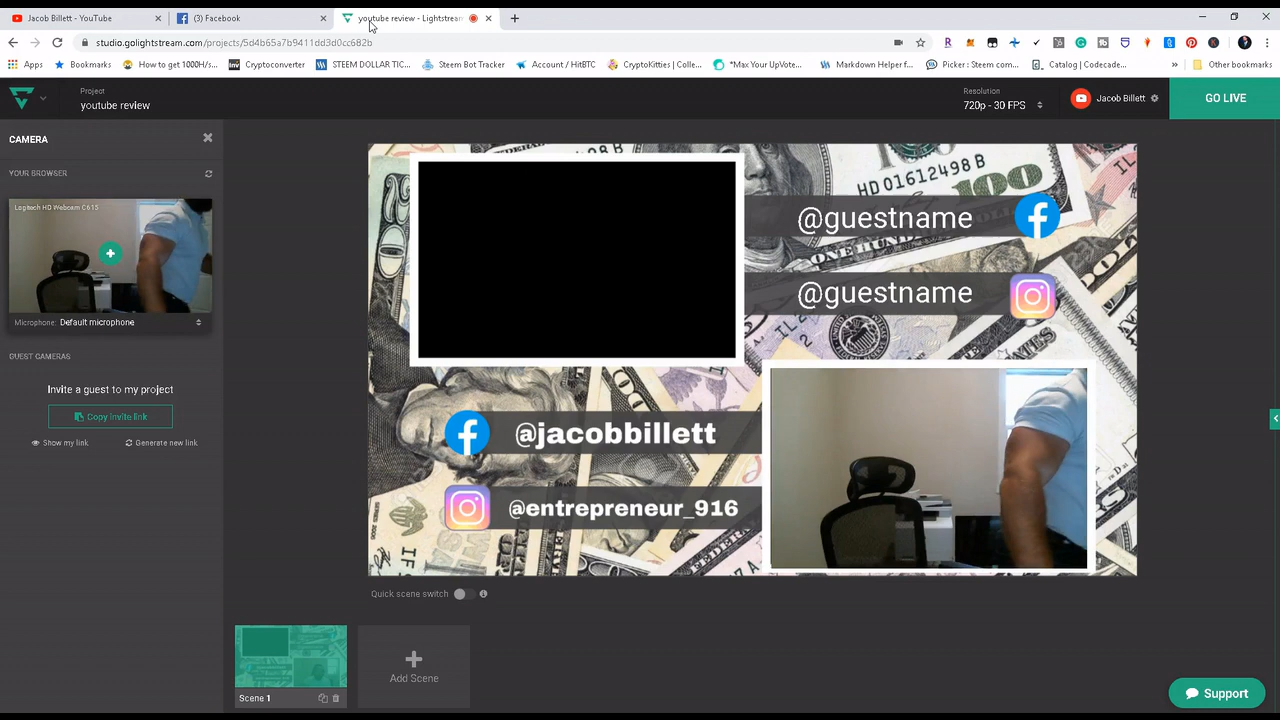 Jacob Billett - YouTube
(3) Facebook
youtube review - Lightstream
studio.golightstream.com/projects/5d4b65a7b9411dd3d0cc682b
Apps
Bookmarks
How to get 1000H/s...
Cryptoconverter
STEEM DOLLAR TIC...
Steem Bot Tracker
Account / HitBTC
CryptoKitties | Colle...
*Max Your UpVote...
Markdown Helper f...
Picker : Steem com...
Catalog | Codecade...
»
Other bookmarks
Project
youtube review
Resolution
720p - 30 FPS
Jacob Billett
GO LIVE
CAMERA
YOUR BROWSER
Logitech HD Webcam C615
Microphone: Default microphone
GUEST CAMERAS
Invite a guest to my project
Copy invite link
Show my link
Generate new link
HD 01612498 B
100
@guestname
@guestname
@jacobbillett
@entrepreneur_916
Quick scene switch
Scene 1
Add Scene
Support